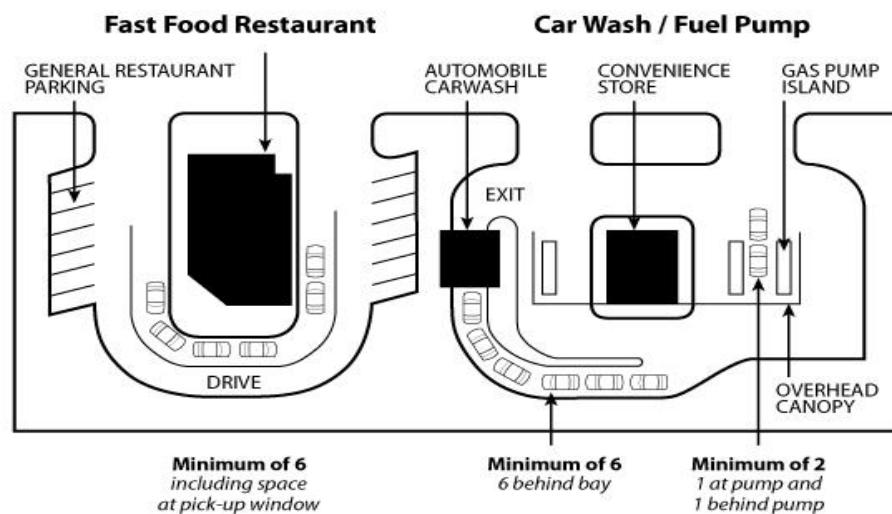 Fast Food Restaurant
Car Wash / Fuel Pump
GENERAL RESTAURANT
PARKING
AUTOMOBILE
CARWASH
CONVENIENCE
STORE
GAS PUMP
ISLAND
EXIT
DRIVE
OVERHEAD
CANOPY
Minimum of 6
including space
at pick-up window
Minimum of 6
6 behind bay
Minimum of 2
1 at pump and
1 behind pump